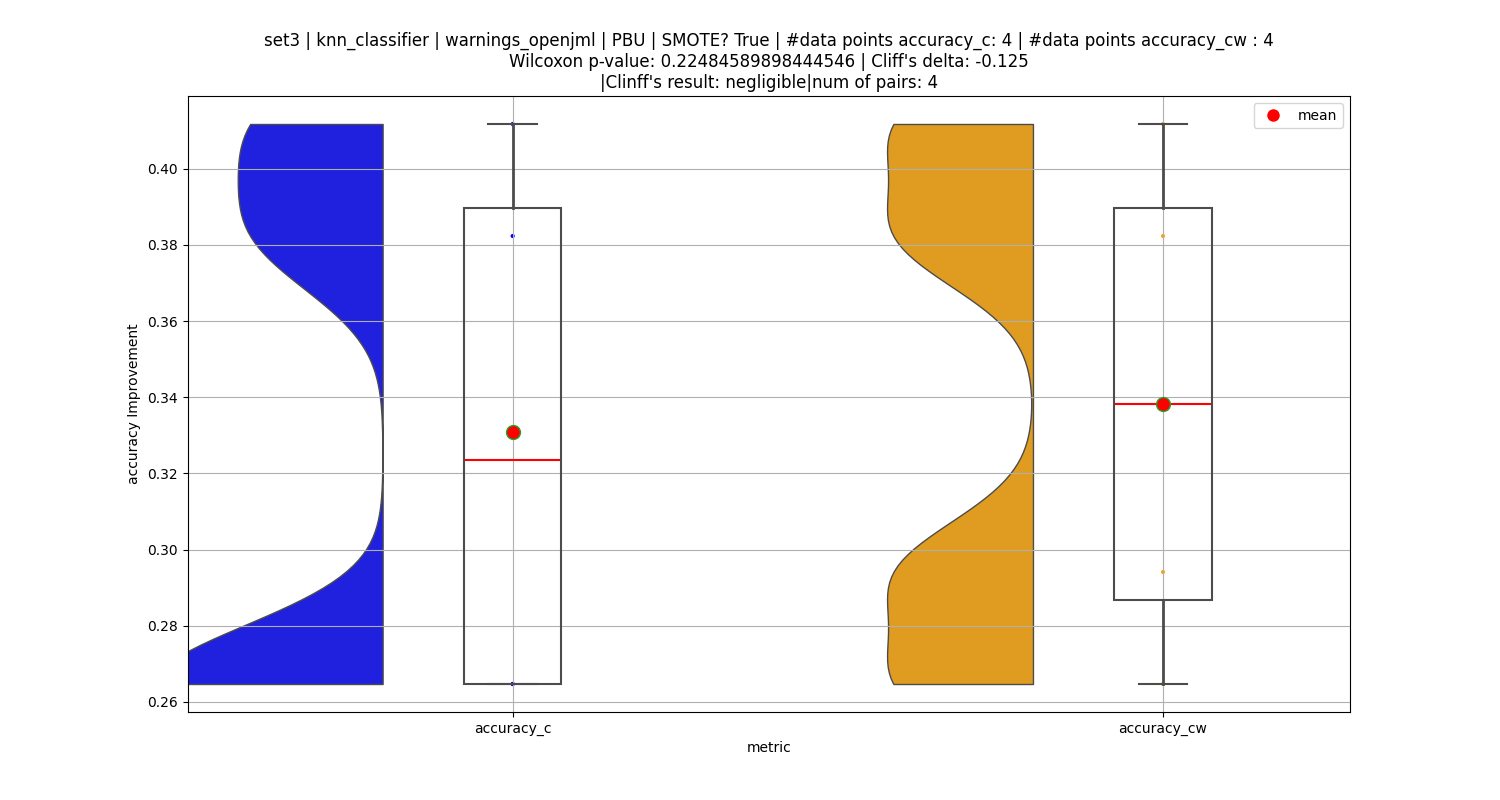 set3 | knn_classifier | warnings_openjml | PBU | SMOTE? True | #data points accuracy_c: 4 | #data points accuracy_cw : 4
Wilcoxon p-value: 0.22484589898444546 | Cliff's delta: -0.125
|Clinff's result: negligible|num of pairs: 4
mean
0.40
0.38
0.36
0.34
0.32
0.30
0.28
0.26
accuracy Improvement
accuracy_c
accuracy_cw
metric